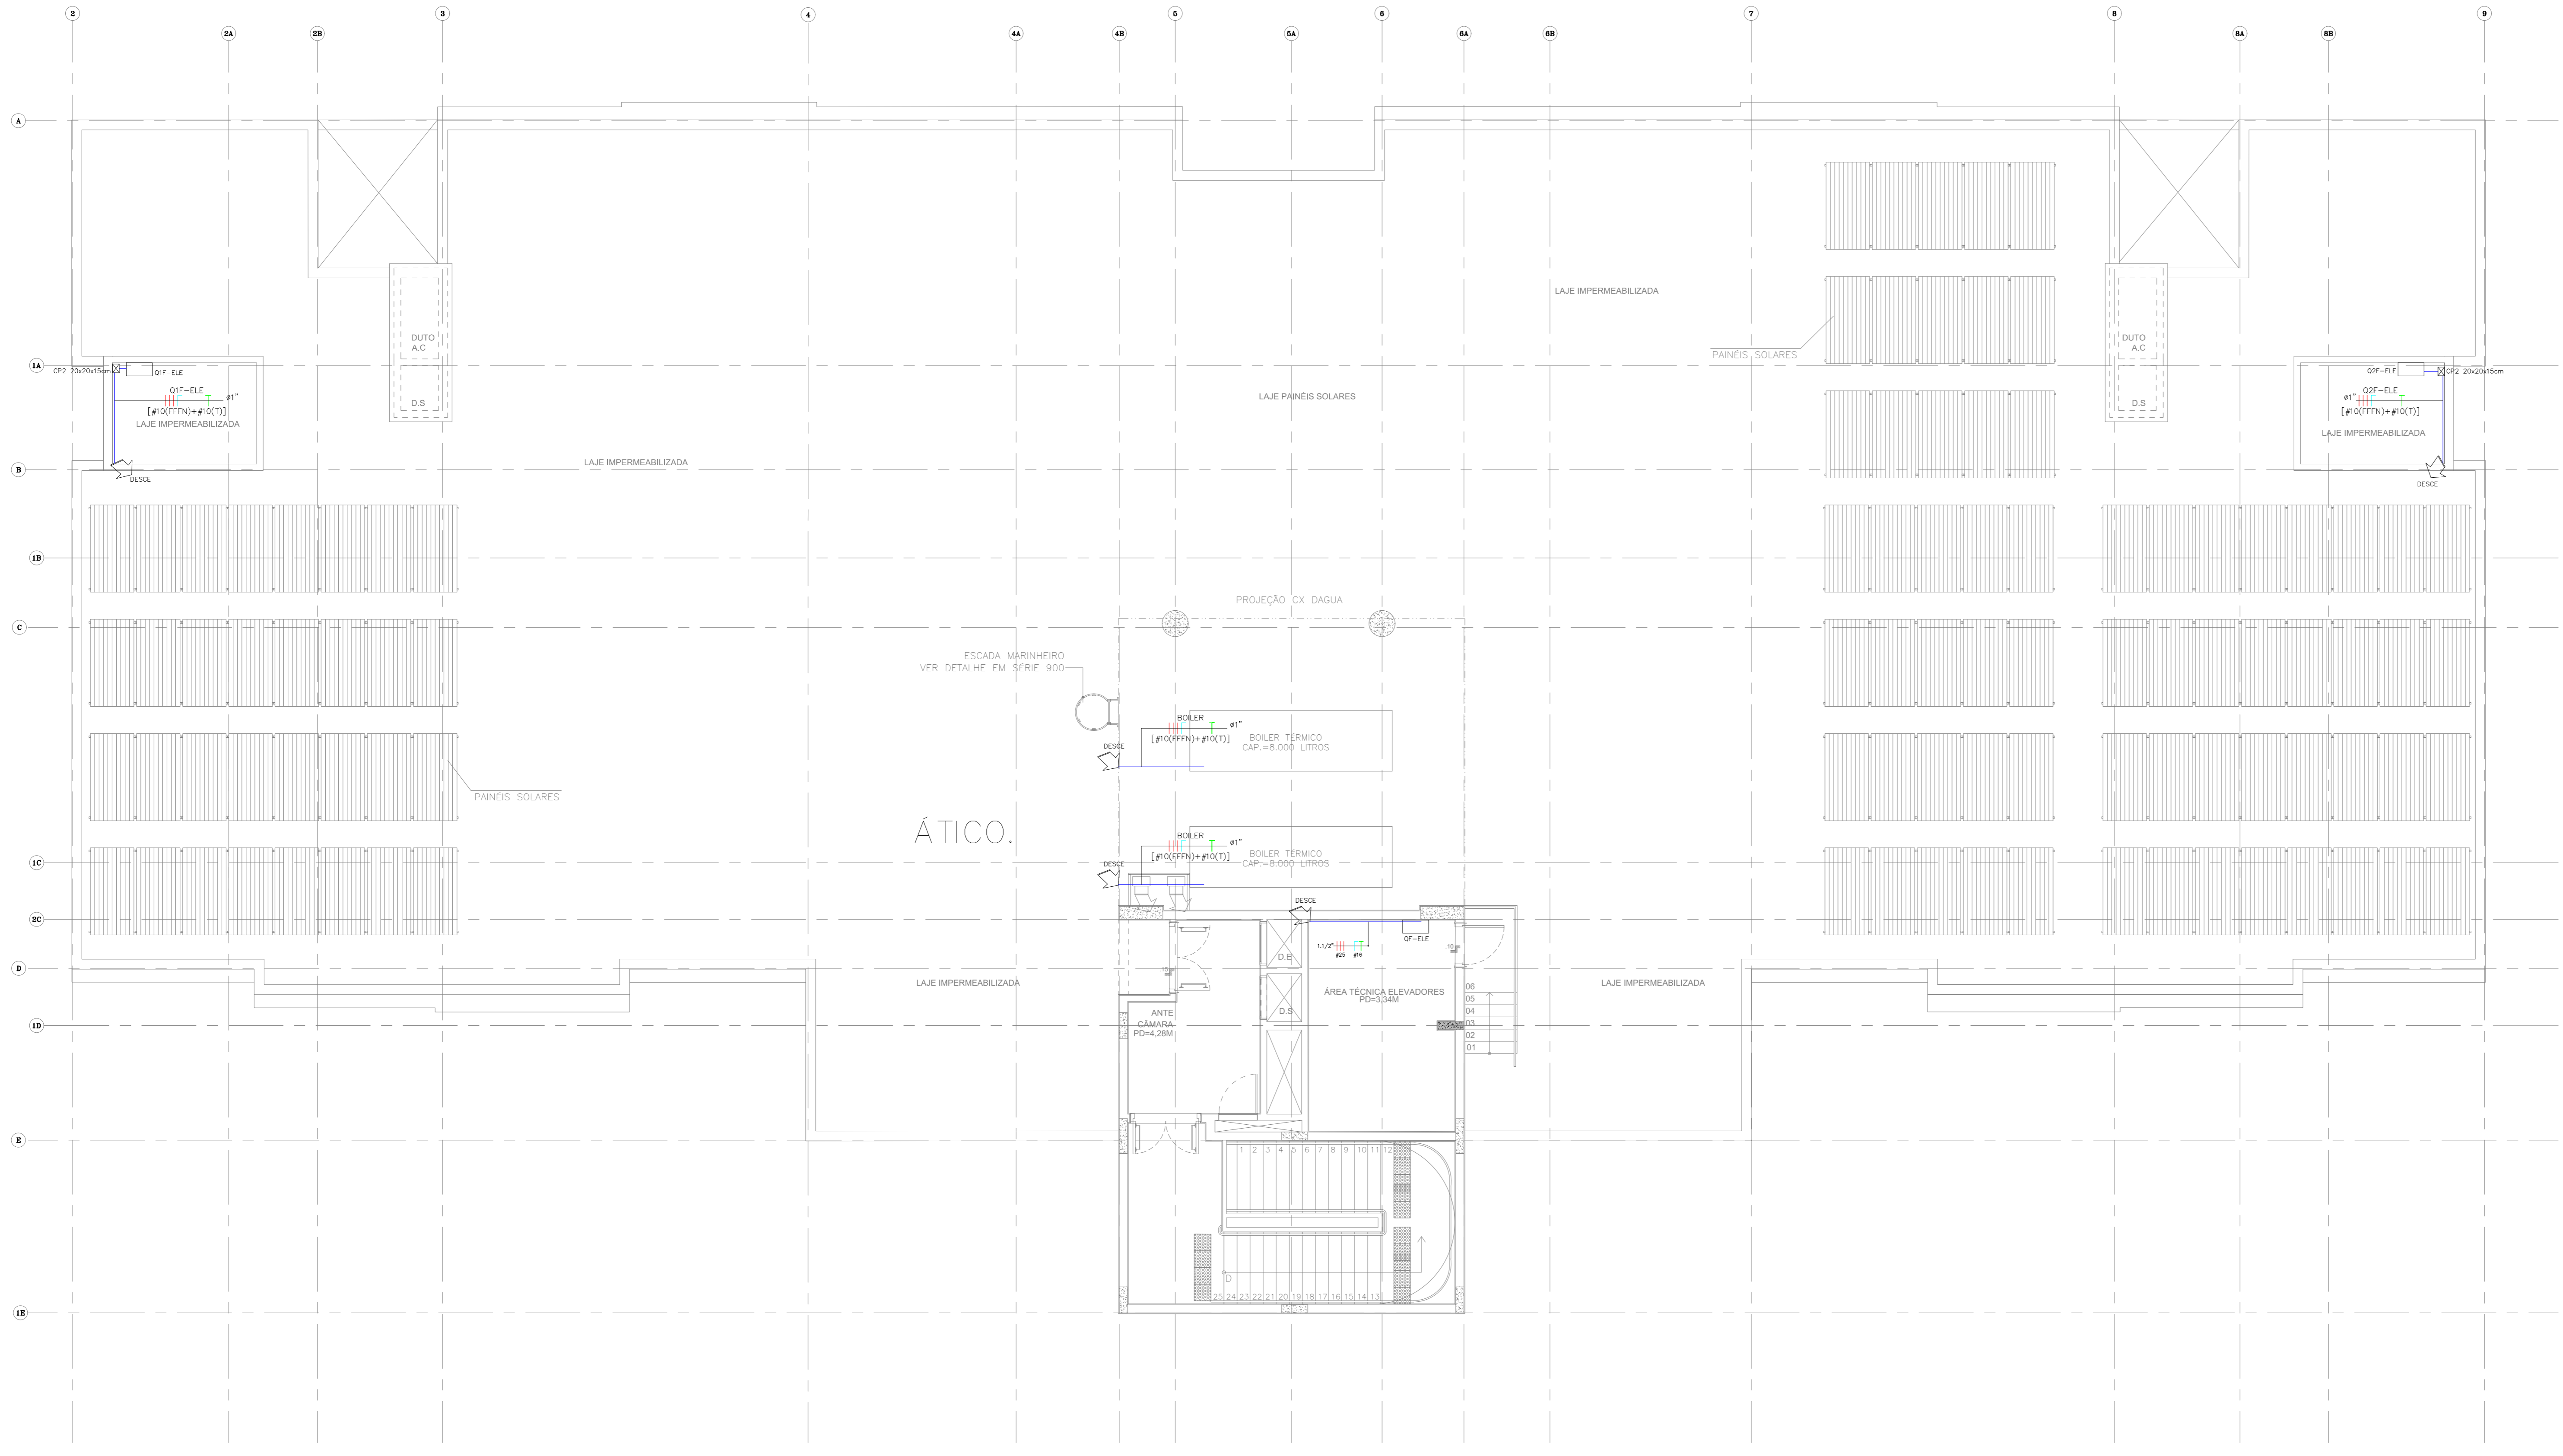 2
3
4
5
6
7
8
9
2A
2B
4A
4B
5A
6A
6B
8A
8B
A
1A
B
1B
C
1C
2C
D
1D
E
1E
DUTO
A.C
D.S
CP2 20x20x15cm
Q1F-ELE
Q1F-ELE
ø1"
[#10(FFFN)+#10(T)]
LAJE IMPERMEABILIZADA
DESCE
LAJE IMPERMEABILIZADA
LAJE PAINÉIS SOLARES
LAJE IMPERMEABILIZADA
PAINÉIS SOLARES
DUTO
A.C
D.S
Q2F-ELE
CP2 20x20x15cm
Q2F-ELE
ø1"
[#10(FFFN)+#10(T)]
LAJE IMPERMEABILIZADA
DESCE
PROJEÇÃO CX DAGUA
ESCADA MARINHEIRO
VER DETALHE EM SÉRIE 900
BOILER
ø1"
[#10(FFFN)+#10(T)]
BOILER TÉRMICO
CAP.=8.000 LITROS
DESCE
PAINÉIS SOLARES
ÁTICO.
BOILER
ø1"
[#10(FFFN)+#10(T)]
BOILER TÉRMICO
CAP.=8.000 LITROS
DESCE
DESCE
QF-ELE
1.1/2"
#25
#16
D.E
D.S
.15
.10
LAJE IMPERMEABILIZADA
ÁREA TÉCNICA ELEVADORES
PD=3,34M
LAJE IMPERMEABILIZADA
ANTE
CÂMARA
PD=4,28M
06
05
04
03
02
01
1 2 3 4 5 6 7 8 9 10 11 12
D
25 24 23 22 21 20 19 18 17 16 15 14 13